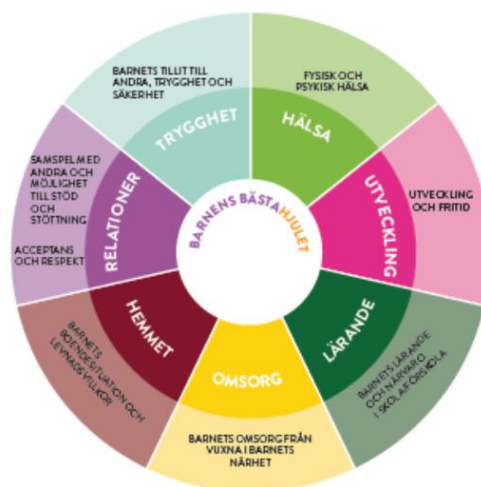 BARNENS BÄSTAHJULET
TRYGGHET
BARNETS TILLIT TILL
ANDRA, TRYGGHET OCH
SÄKERHET
HÄLSA
FYSISK OCH
PSYKISK HÄLSA
UTVECKLING
UTVECKLING
OCH FRITID
LÄRANDE
BARNETS LÄRANDE
OCH NÄRVARO
I SKOLA/FÖRSKOLA
OMSORG
BARNETS OMSORG FRÅN
VUXNA I BARNETS
NÄRHET
HEMMET
BARNETS
BOENDESITUATION OCH
LEVNADSVILLKOR
RELATIONER
SAMSPEL MED
ANDRA OCH
MÖJLIGHET
TILL STÖD
OCH
STÖTTNING
ACCEPTANS
OCH RESPEKT